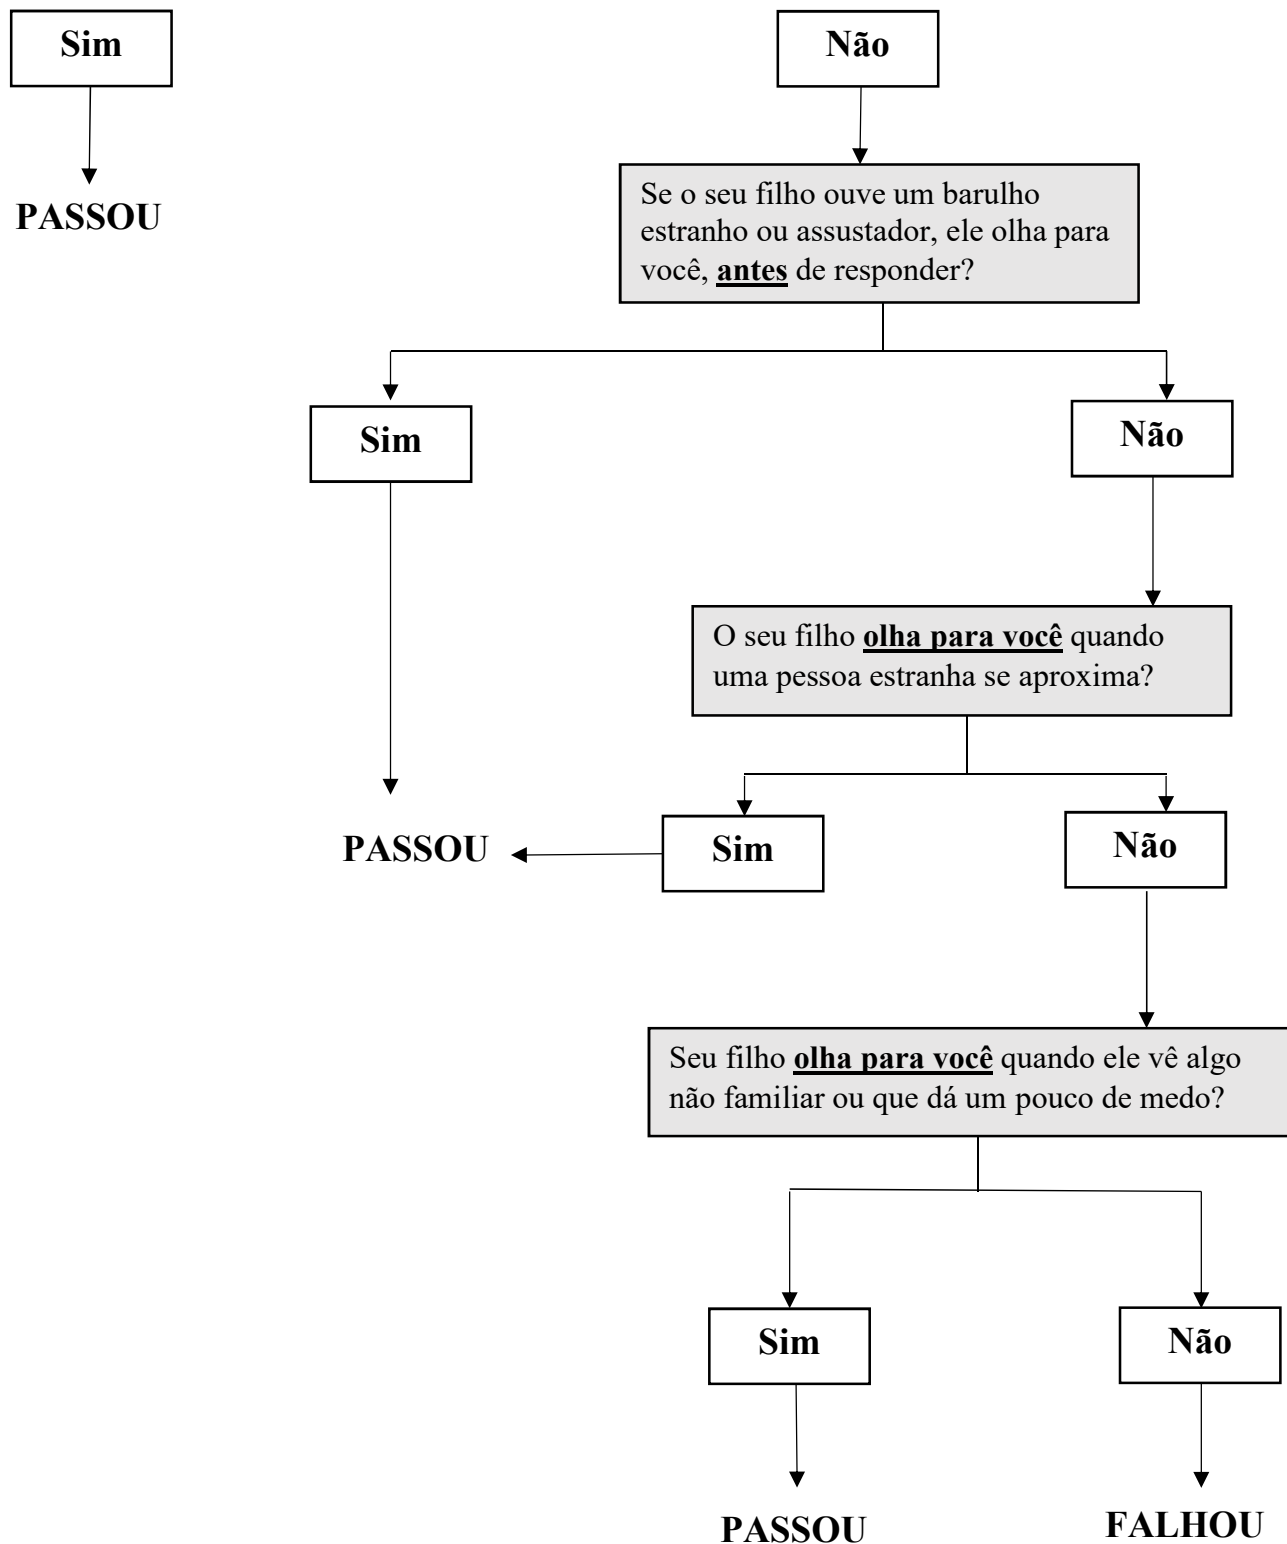 Sim
Não
PASSOU
Se o seu filho ouve um barulho
estranho ou assustador, ele olha para
você, antes de responder?
Sim
Não
O seu filho olha para você quando
uma pessoa estranha se aproxima?
PASSOU
Sim
Não
Seu filho olha para você quando ele vê algo
não familiar ou que dá um pouco de medo?
Sim
Não
PASSOU
FALHOU